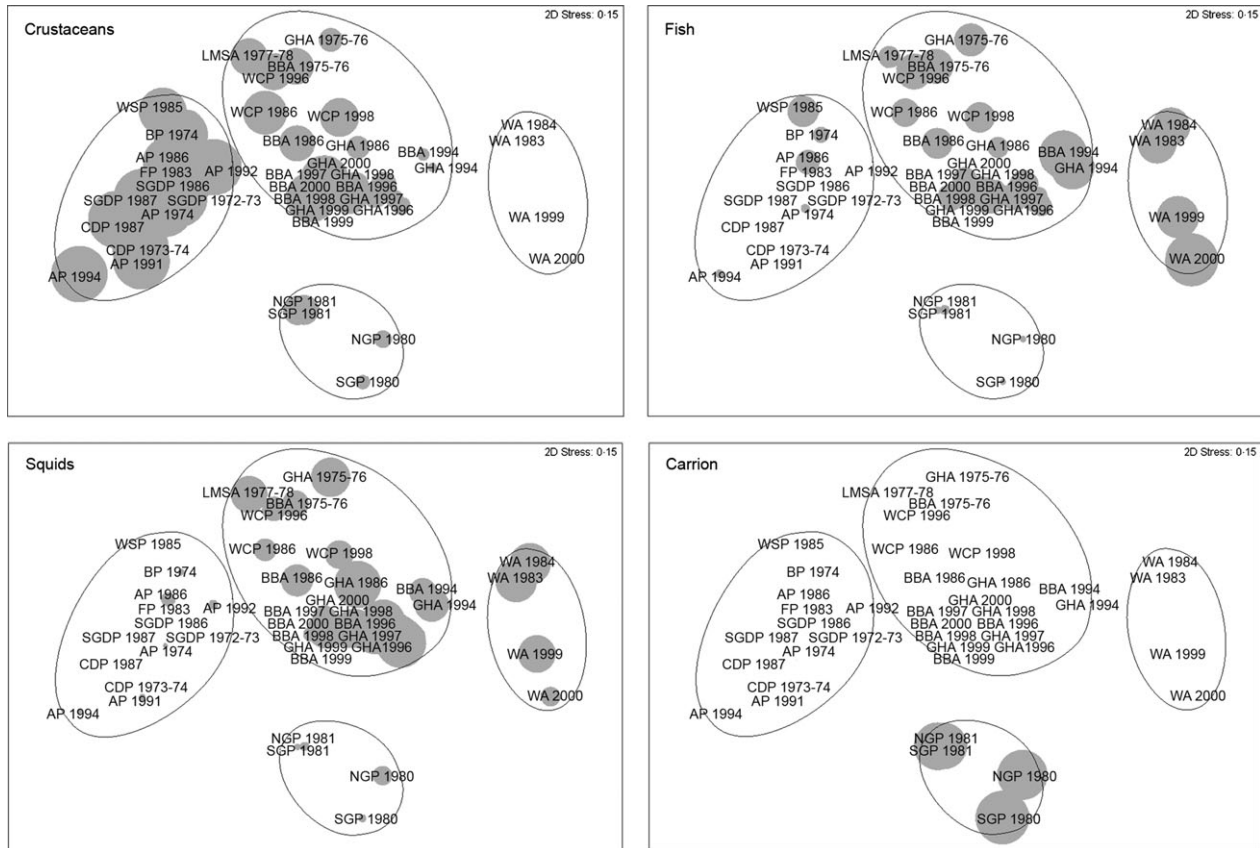 2D Stress: 0·15
Crustaceans
GHA 1975-76
LMSA 1977-78
BBA 1975-76
WCP 1996
WSP 1985
WCP 1986
WCP 1998
BP 1974
BBA 1986
GHA 1986
AP 1986
BBA 1994
FP 1983
AP 1992
GHA 2000
GHA 1994
BBA 1997
GHA 1998
SGDP 1986
BBA 2000
BBA 1996
SGDP 1987
SGDP 1972-73
BBA 1998
GHA 1997
AP 1974
GHA 1999
GHA1996
CDP 1987
BBA 1999
CDP 1973-74
AP 1991
AP 1994
WA 1984
WA 1983
WA 1999
WA 2000
NGP 1981
SGP 1981
NGP 1980
SGP 1980
2D Stress: 0·15
Fish
GHA 1975-76
LMSA 1977-78
BBA 1975-76
WCP 1996
WSP 1985
WCP 1986
WCP 1998
BP 1974
BBA 1986
GHA 1986
AP 1986
BBA 1994
FP 1983
AP 1992
GHA 2000
GHA 1994
BBA 1997
GHA 1998
SGDP 1986
BBA 2000
BBA 1996
SGDP 1987
SGDP 1972-73
BBA 1998
GHA 1997
AP 1974
GHA 1999
GHA1996
CDP 1987
BBA 1999
CDP 1973-74
AP 1991
AP 1994
WA 1984
WA 1983
WA 1999
WA 2000
NGP 1981
SGP 1981
NGP 1980
SGP 1980
2D Stress: 0·15
Squids
GHA 1975-76
LMSA 1977-78
BBA 1975-76
WCP 1996
WSP 1985
WCP 1986
WCP 1998
BP 1974
BBA 1986
GHA 1986
AP 1986
BBA 1994
FP 1983
AP 1992
GHA 2000
GHA 1994
BBA 1997
GHA 1998
SGDP 1986
BBA 2000
BBA 1996
SGDP 1987
SGDP 1972-73
BBA 1998
GHA 1997
AP 1974
GHA 1999
GHA1996
CDP 1987
BBA 1999
CDP 1973-74
AP 1991
AP 1994
WA 1984
WA 1983
WA 1999
WA 2000
NGP 1981
SGP 1981
NGP 1980
SGP 1980
2D Stress: 0·15
Carrion
GHA 1975-76
LMSA 1977-78
BBA 1975-76
WCP 1996
WSP 1985
WCP 1986
WCP 1998
BP 1974
BBA 1986
GHA 1986
AP 1986
BBA 1994
FP 1983
AP 1992
GHA 2000
GHA 1994
BBA 1997
GHA 1998
SGDP 1986
BBA 2000
BBA 1996
SGDP 1987
SGDP 1972-73
BBA 1998
GHA 1997
AP 1974
GHA 1999
GHA1996
CDP 1987
BBA 1999
CDP 1973-74
AP 1991
AP 1994
WA 1984
WA 1983
WA 1999
WA 2000
NGP 1981
SGP 1981
NGP 1980
SGP 1980